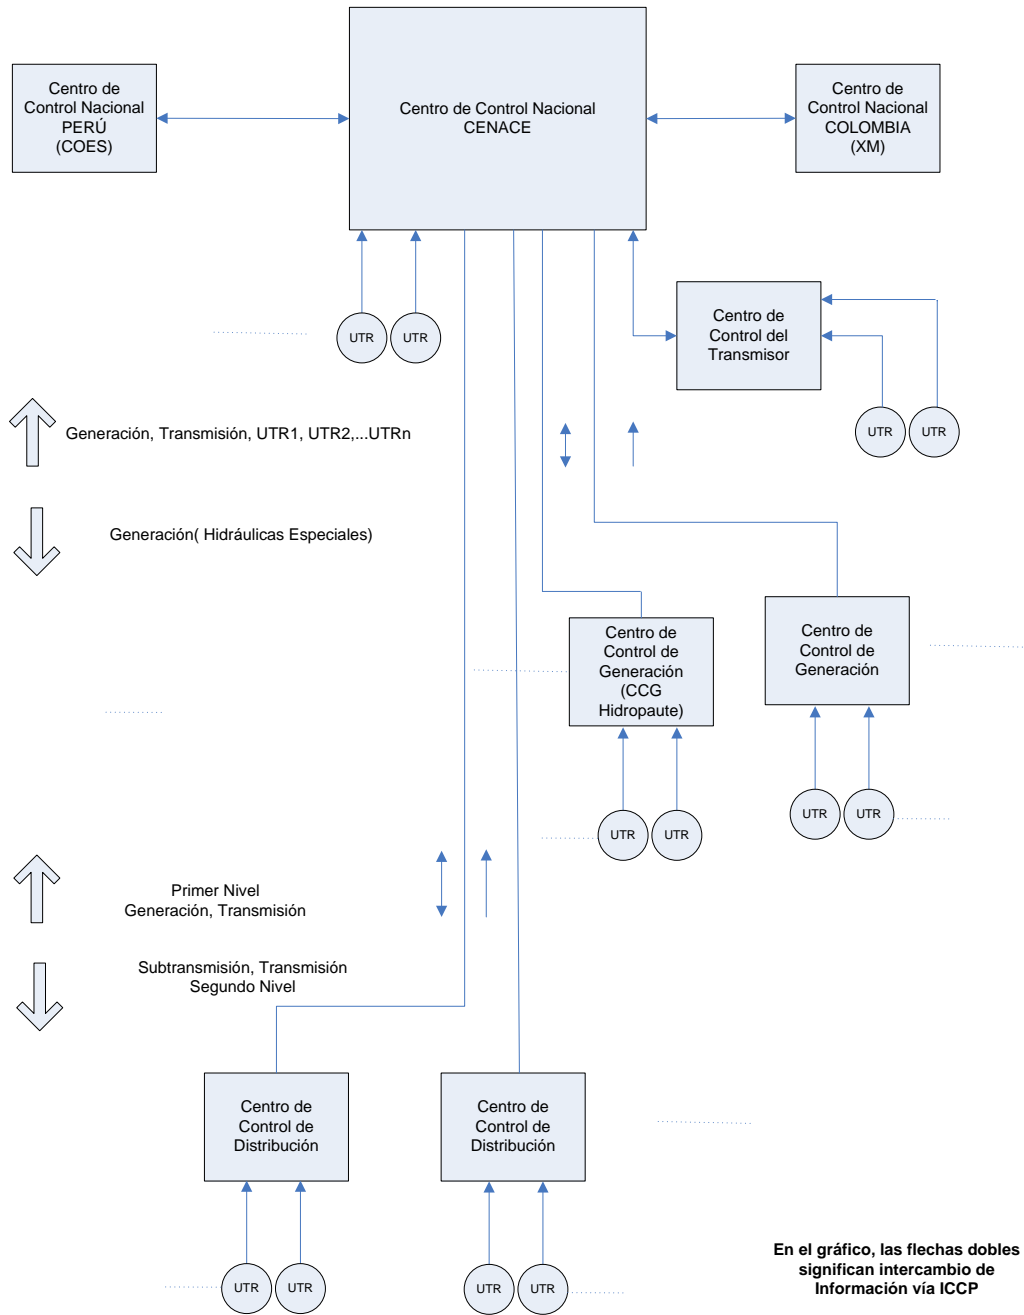 Centro de
Control Nacional
PERÚ
(COES)
Centro de Control Nacional
CENACE
Centro de
Control Nacional
COLOMBIA
(XM)
UTR
UTR
Centro de
Control del
Transmisor
UTR
UTR
Generación, Transmisión, UTR1, UTR2,...UTRn
Generación( Hidráulicas Especiales)
Centro de
Control de
Generación
(CCG
Hidropaute)
Centro de
Control de
Generación
UTR
UTR
UTR
UTR
Primer Nivel
Generación, Transmisión
Subtransmisión, Transmisión
Segundo Nivel
Centro de
Control de
Distribución
Centro de
Control de
Distribución
UTR
UTR
UTR
UTR
En el gráfico, las flechas dobles
significan intercambio de
Información vía ICCP